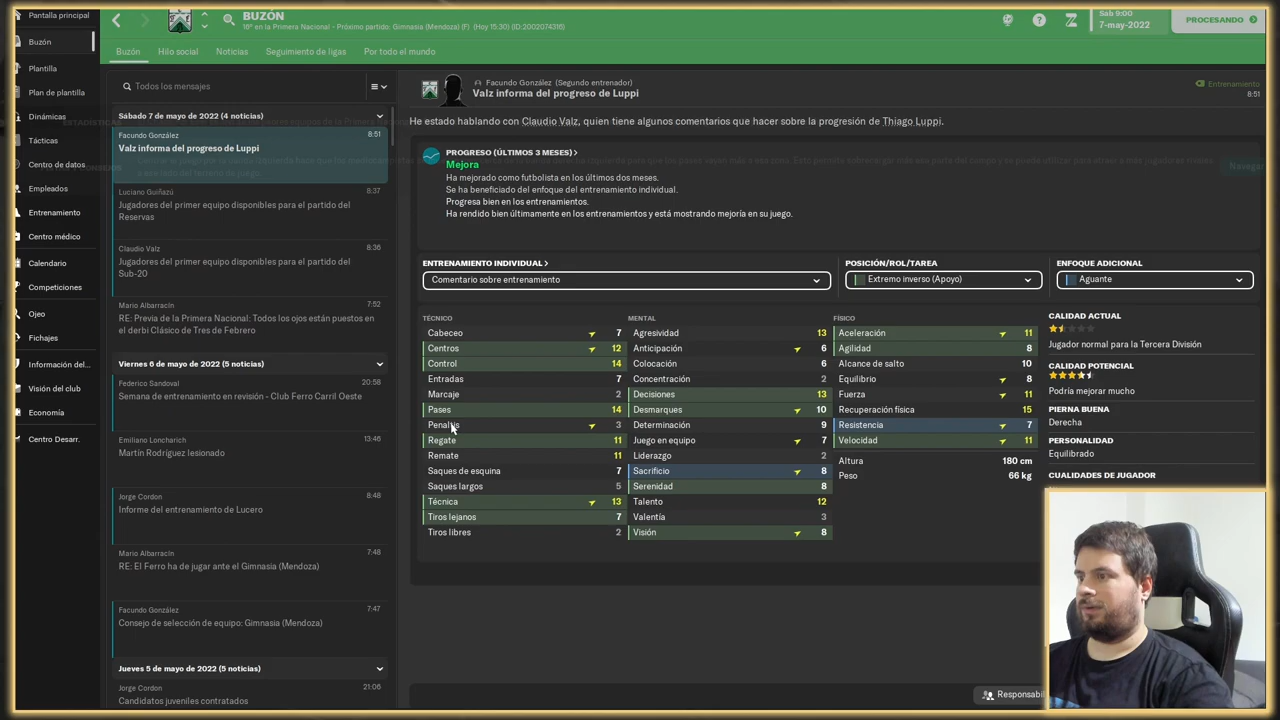 Plantilla principal
BUZÓN
16º en la Primera Nacional - Próximo partido: Gimnasia (Mendoza) (F) (Hoy 15:30) (ID:2002074316)
Sab 9:00
7-may-2022
PROCESANDO
Buzón
Plantilla
Plan de plantilla
Dinámicas
Tácticas
Centro de datos
Empleados
Entrenamiento
Centro médico
Calendario
Competiciones
Ojeo
Fichajes
Información del...
Visión del club
Economía
Centro Desarr.
Buzón
Hilo social
Noticias
Seguimiento de ligas
Por todo el mundo
Todos los mensajes
Sábado 7 de mayo de 2022 (4 noticias)
Facundo González
8:51
Valz informa del progreso de Luppi
Luciano Guiñazú
8:37
Jugadores del primer equipo disponibles para el partido del
Reservas
Claudio Valz
8:36
Jugadores del primer equipo disponibles para el partido del
Sub-20
Mario Albarracín
7:52
RE: Previa de la Primera Nacional: Todos los ojos están puestos en
el derbi Clásico de Tres de Febrero
Viernes 6 de mayo de 2022 (5 noticias)
Federico Sandoval
20:58
Semana de entrenamiento en revisión - Club Ferro Carril Oeste
Emiliano Loncharich
13:46
Martín Rodríguez lesionado
Jorge Cordon
8:48
Informe del entrenamiento de Lucero
Mario Albarracín
7:48
RE: El Ferro ha de jugar ante el Gimnasia (Mendoza)
Facundo González
7:47
Consejo de selección de equipo: Gimnasia (Mendoza)
Jueves 5 de mayo de 2022 (5 noticias)
Jorge Cordon
21:06
Candidatos juveniles contratados
Facundo González (Segundo entrenador)
Valz informa del progreso de Luppi
Entrenamiento
8:51
He estado hablando con Claudio Valz, quien tiene algunos comentarios que hacer sobre la progresión de Thiago Luppi.
PROGRESO (ÚLTIMOS 3 MESES) >
Mejora
Ha mejorado como futbolista en los últimos dos meses.
Se ha beneficiado del enfoque del entrenamiento individual.
Progresa bien en los entrenamientos.
Ha rendido bien últimamente en los entrenamientos y está mostrando mejoría en su juego.
ENTRENAMIENTO INDIVIDUAL >
Comentario sobre entrenamiento
POSICIÓN/ROL/TAREA
Extremo inverso (Apoyo)
ENFOQUE ADICIONAL
Aguante
TÉCNICO
Cabeceo 7
Centros 12
Control 14
Entradas 7
Marcaje 2
Pases 14
Penaltis 3
Regate 11
Remate 11
Saques de esquina 7
Saques largos 5
Técnica 13
Tiros lejanos 7
Tiros libres 2
MENTAL
Agresividad 13
Anticipación 6
Colocación 6
Concentración 2
Decisiones 13
Desmarques 10
Determinación 9
Juego en equipo 7
Liderazgo 2
Sacrificio 8
Serenidad 8
Talento 12
Valentía 3
Visión 8
FÍSICO
Aceleración 11
Agilidad 8
Alcance de salto 10
Equilibrio 8
Fuerza 11
Recuperación física 15
Resistencia 7
Velocidad 11
Altura 180 cm
Peso 66 kg
CALIDAD ACTUAL
Jugador normal para la Tercera División
CALIDAD POTENCIAL
Podría mejorar mucho
PIERNA BUENA
Derecha
PERSONALIDAD
Equilibrado
CUALIDADES DE JUGADOR
Responsabil